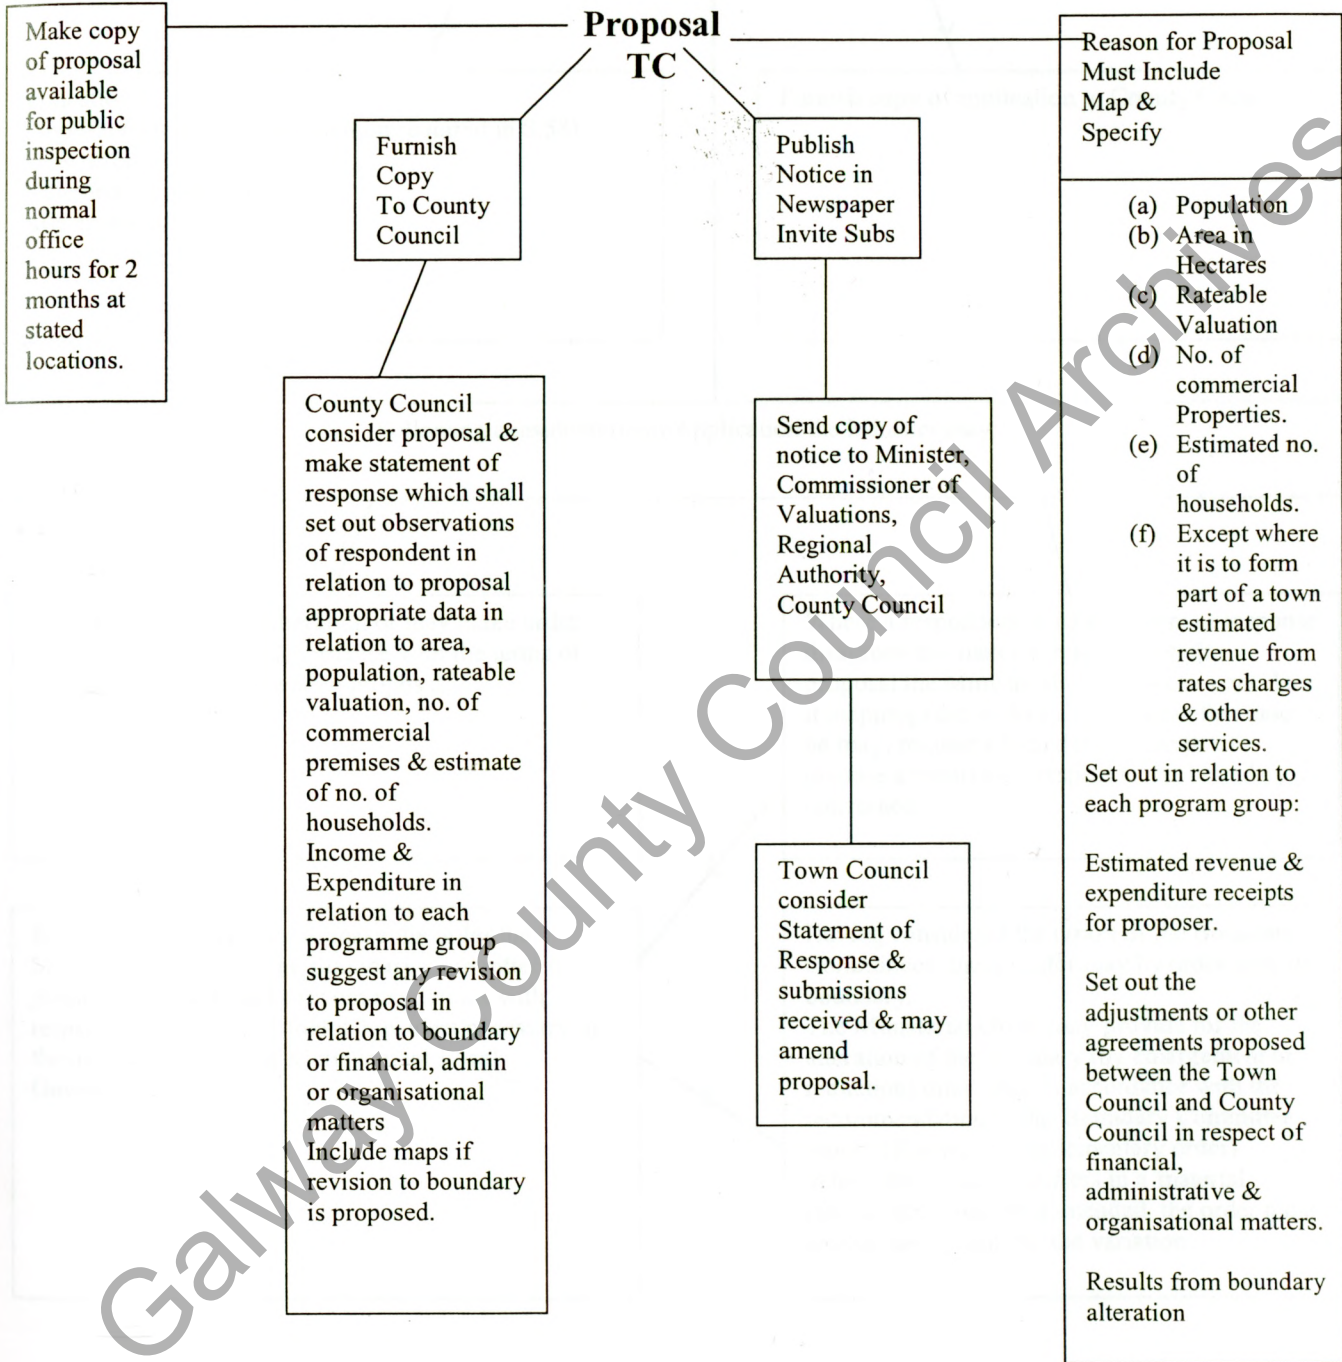 Proposal
TC
Make copy
of proposal
available
for public
inspection
during
normal
office
hours for 2
months at
stated
locations.
Furnish
Copy
To County
Council
County Council
consider proposal &
make statement of
response which shall
set out observations
of respondent in
relation to proposal
appropriate data in
relation to area,
population, rateable
valuation, no. of
commercial
premises & estimate
of no. of
households.
Income &
Expenditure in
relation to each
programme group
suggest any revision
to proposal in
relation to boundary
or financial, admin
or organisational
matters
Include maps if
revision to boundary
is proposed.
Publish
Notice in
Newspaper
Invite Subs
Send copy of
notice to Minister,
Commissioner of
Valuations,
Regional
Authority,
County Council
Town Council
consider
Statement of
Response &
submissions
received & may
amend
proposal.
Reason for Proposal
Must Include
Map &
Specify
(a) Population
(b) Area in
Hectares
(c) Rateable
Valuation
(d) No. of
commercial
Properties.
(e) Estimated no.
of
households.
(f) Except where
it is to form
part of a town
estimated
revenue from
rates charges
& other
services.
Set out in relation to
each program group:
Estimated revenue &
expenditure receipts
for proposer.
Set out the
adjustments or other
agreements proposed
between the Town
Council and County
Council in respect of
financial,
administrative &
organisational matters.
Results from boundary
alteration
Galway County Council Archives